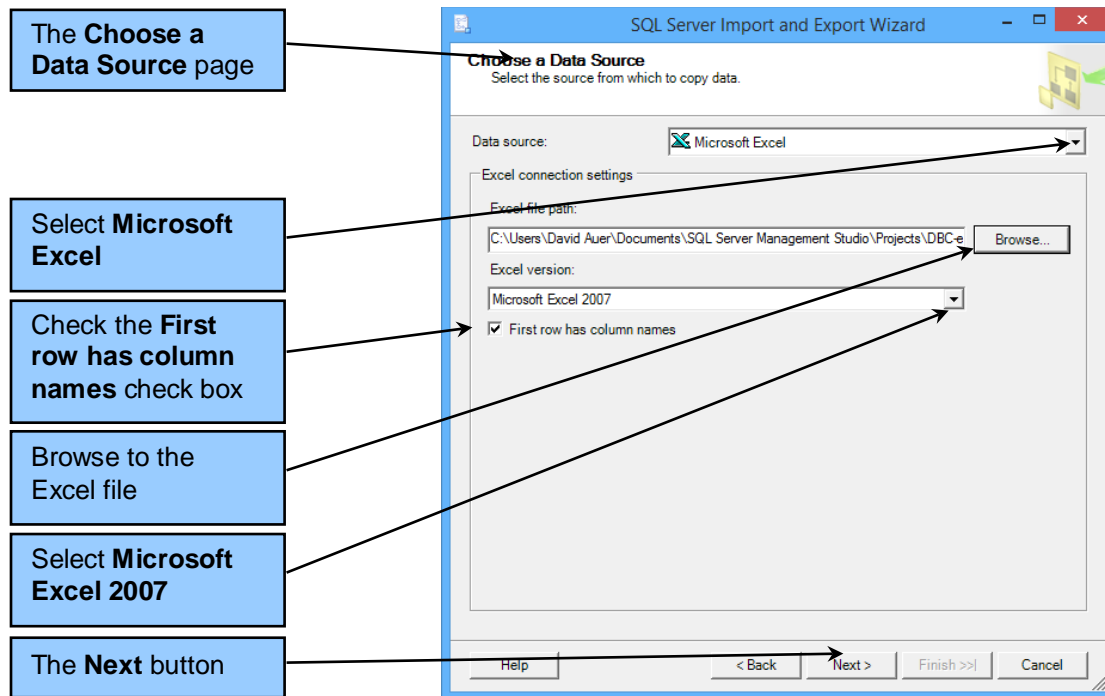 The Choose a
Data Source page
Select Microsoft
Excel
Check the First
row has column
names check box
Browse to the
Excel file
Select Microsoft
Excel 2007
The Next button
SQL Server Import and Export Wizard
Choose a Data Source
Select the source from which to copy data.
Data source:
Microsoft Excel
Excel connection settings
Excel file path:
C:\Users\David Auer\Documents\SQL Server Management Studio\Projects\DBC-e
Browse...
Excel version:
Microsoft Excel 2007
First row has column names
Help
< Back
Next >
Finish >>|
Cancel